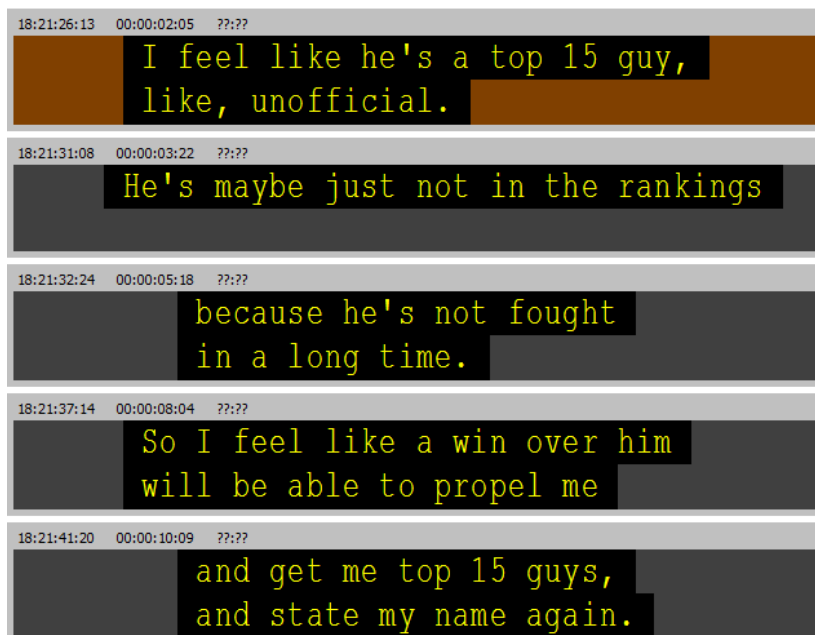 18:21:26:13 00:00:02:05 ??:??
I feel like he's a top 15 guy,
like, unofficial.
18:21:31:08 00:00:03:22 ??:??
He's maybe just not in the rankings
18:21:32:24 00:00:05:18 ??:??
because he's not fought
in a long time.
18:21:37:14 00:00:08:04 ??:??
So I feel like a win over him
will be able to propel me
18:21:41:20 00:00:10:09 ??:??
and get me top 15 guys,
and state my name again.